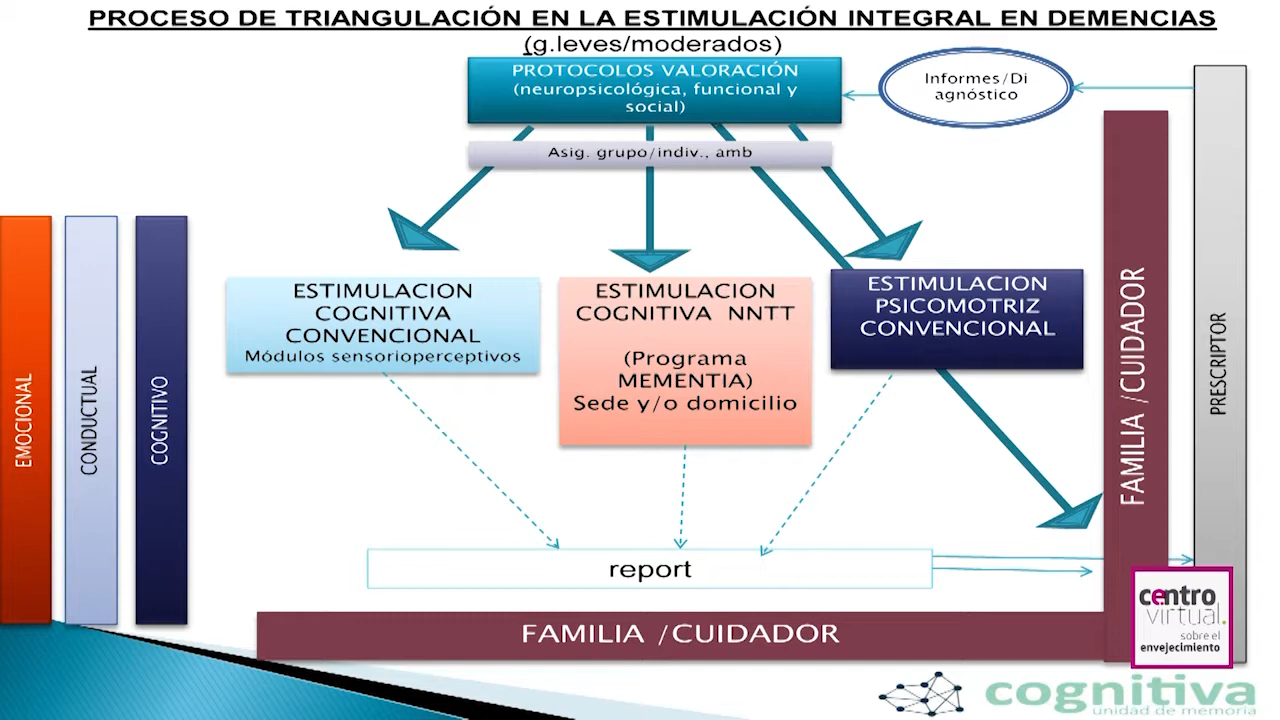 PROCESO DE TRIANGULACIÓN EN LA ESTIMULACIÓN INTEGRAL EN DEMENCIAS
(g.leves/moderados)
PROTOCOLOS VALORACIÓN
(neuropsicológica, funcional y
social)
Informes/Di
agnóstico
Asig. grupo/indiv., amb
EMOCIONAL
CONDUCTUAL
COGNITIVO
ESTIMULACION
COGNITIVA
CONVENCIONAL
Módulos sensorioperceptivos
ESTIMULACION
COGNITIVA NNTT
(Programa
MEMENTIA)
Sede y/o domicilio
ESTIMULACION
PSICOMOTRIZ
CONVENCIONAL
FAMILIA /CUIDADOR
PRESCRIPTOR
report
FAMILIA /CUIDADOR
centro
virtual.
sobre el
envejecimiento
cognitiva
unidad de memoria